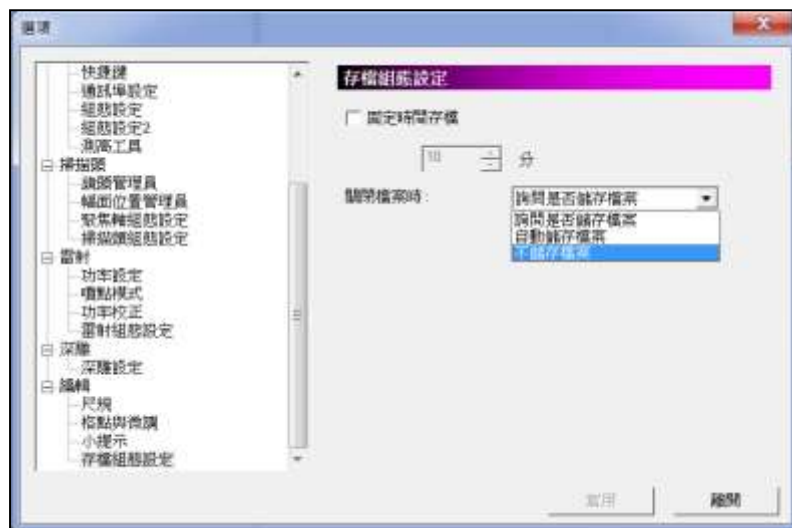 選項
快捷鍵
通訊埠設定
組態設定
組態設定2
測高工具
掃描頭
鏡頭管理員
幅面位置管理員
聚焦軸組態設定
掃描頭組態設定
雷射
功率設定
噴點模式
功率校正
雷射組態設定
深雕
深雕設定
編輯
尺規
格點與微調
小提示
存檔組態設定
存檔組態設定
固定時間存檔
10 分
關閉檔案時:
詢問是否儲存檔案
詢問是否儲存檔案
自動儲存檔案
不儲存檔案
套用
離開